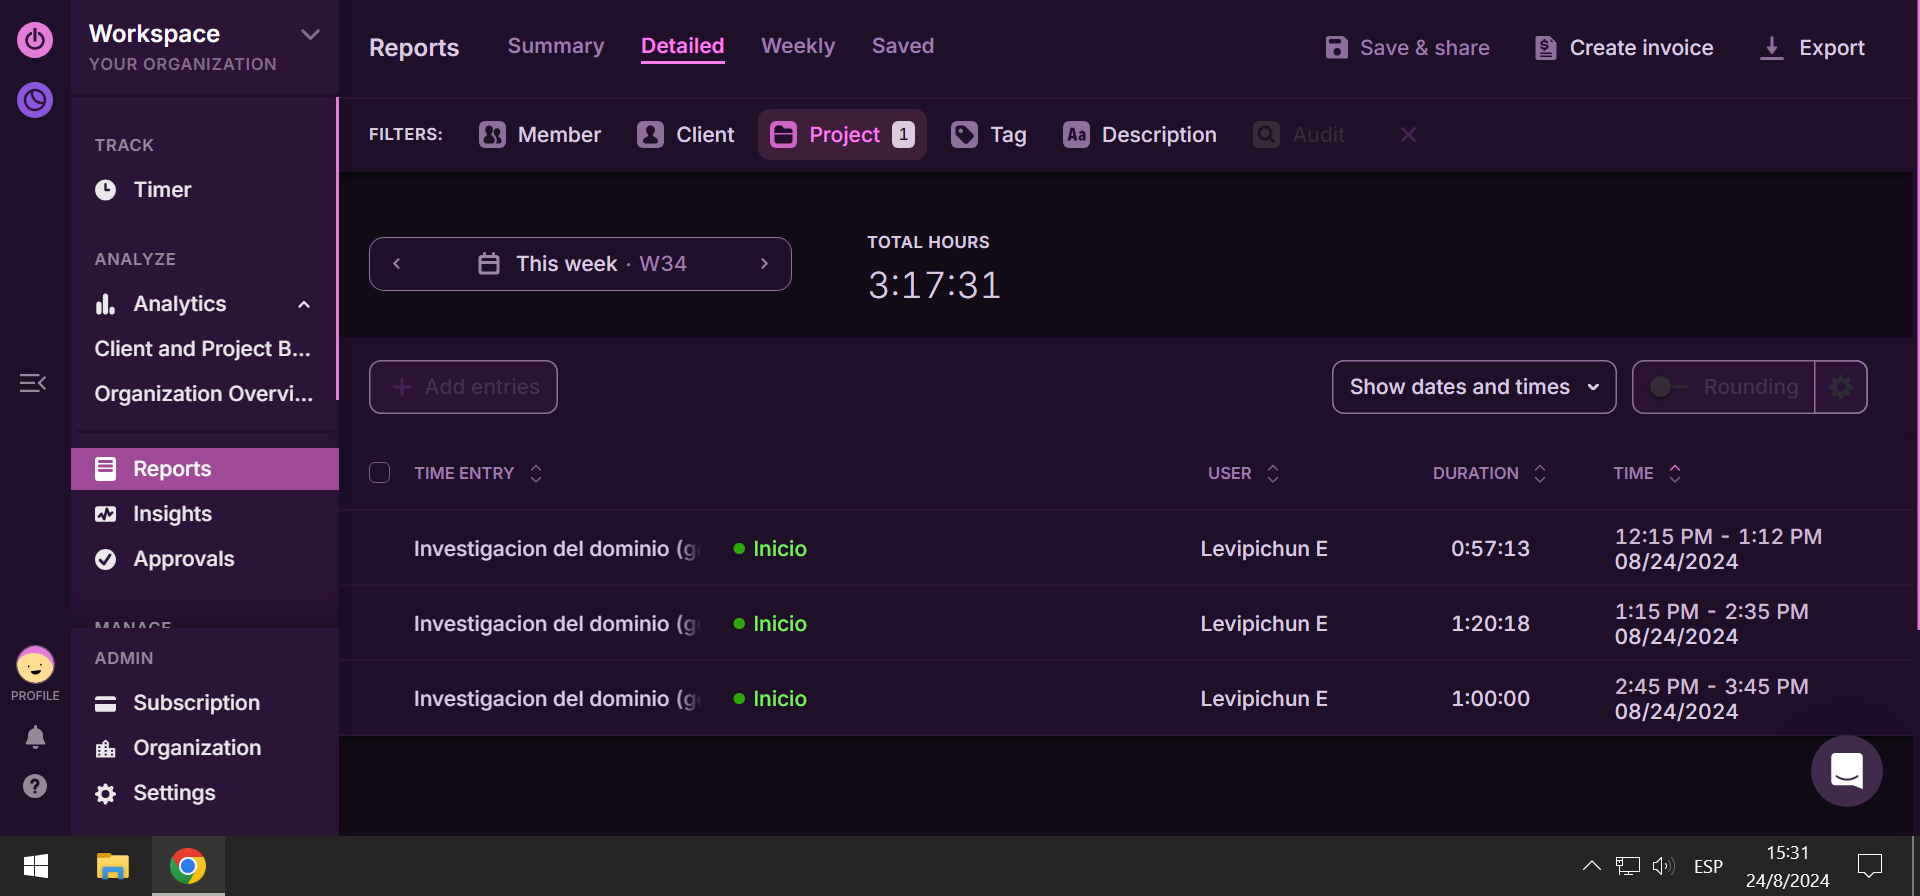 Workspace
YOUR ORGANIZATION
TRACK
Timer
ANALYZE
Analytics
Client and Project B...
Organization Overvi...
Reports
Insights
Approvals
MANAGE
ADMIN
Subscription
Organization
Settings
PROFILE
Reports
Summary
Detailed
Weekly
Saved
Save & share
Create invoice
Export
FILTERS:
Member
Client
Project 1
Tag
Aa Description
Audit
This week · W34
TOTAL HOURS
3:17:31
Add entries
Show dates and times
Rounding
TIME ENTRY USER DURATION TIME
Investigacion del dominio (g Inicio Levipichun E 0:57:13 12:15 PM - 1:12 PM
08/24/2024
Investigacion del dominio (g Inicio Levipichun E 1:20:18 1:15 PM - 2:35 PM
08/24/2024
Investigacion del dominio (g Inicio Levipichun E 1:00:00 2:45 PM - 3:45 PM
08/24/2024
ESP
15:31
24/8/2024